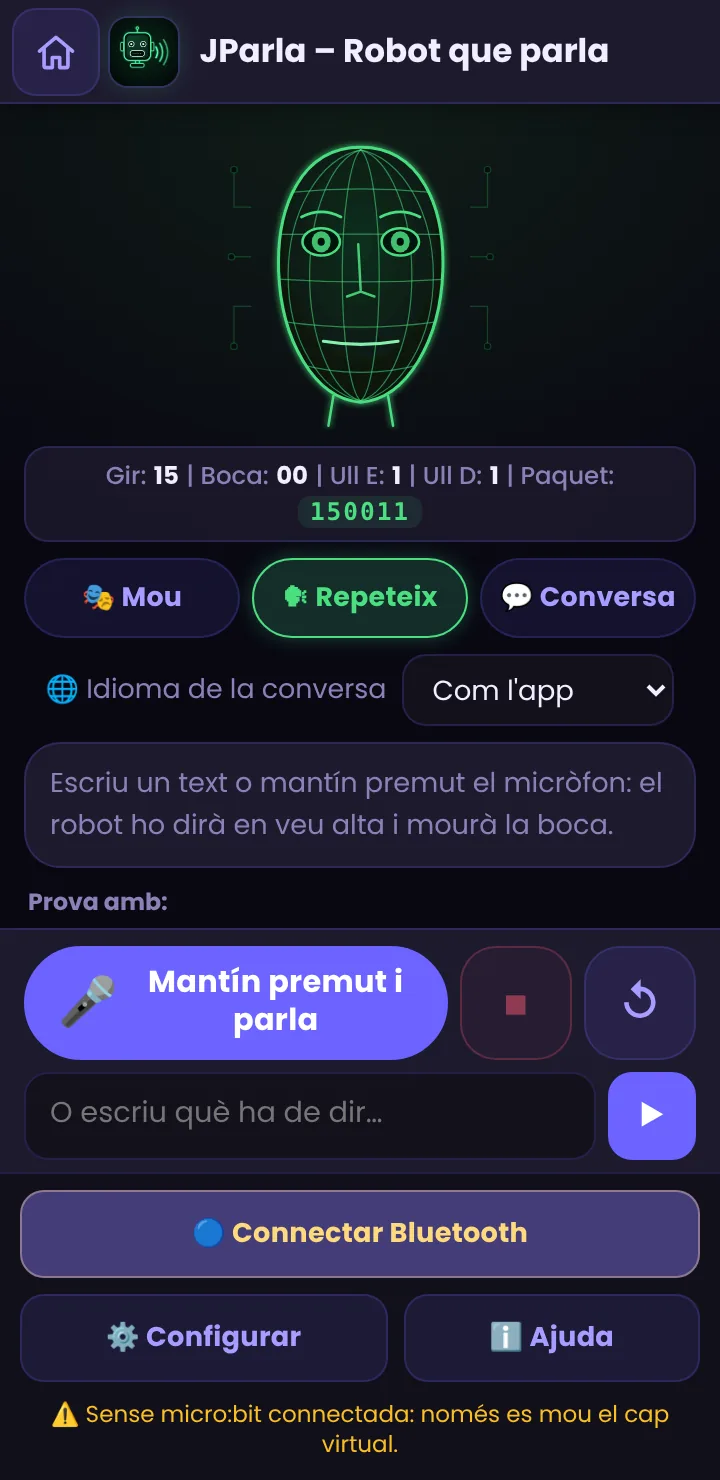 JParla – Robot que parla
Gir: 15 | Boca: 00 | Ull E: 1 | Ull D: 1 | Paquet:
150011
🎭 Mou
🗣 Repeteix
💬 Conversa
🌐 Idioma de la conversa
Com l'app
Escriu un text o mantín premut el micròfon: el
robot ho dirà en veu alta i mourà la boca.
Prova amb:
🎤 Mantín premut i
parla
O escriu què ha de dir…
🔵 Connectar Bluetooth
⚙️ Configurar
ℹ️ Ajuda
⚠️ Sense micro:bit connectada: només es mou el cap
virtual.